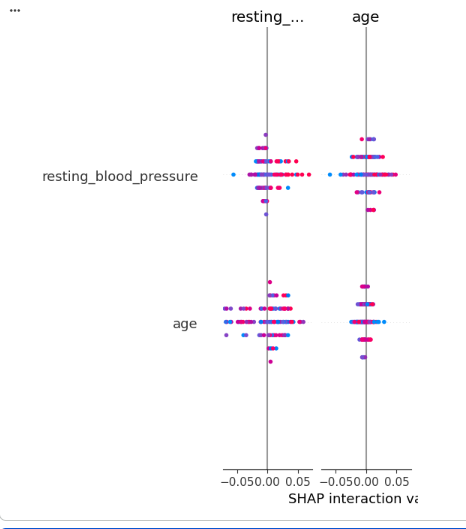 ...
resting_... age
resting_blood_pressure
age
−0.050.00 0.05 −0.050.00 0.05
SHAP interaction va